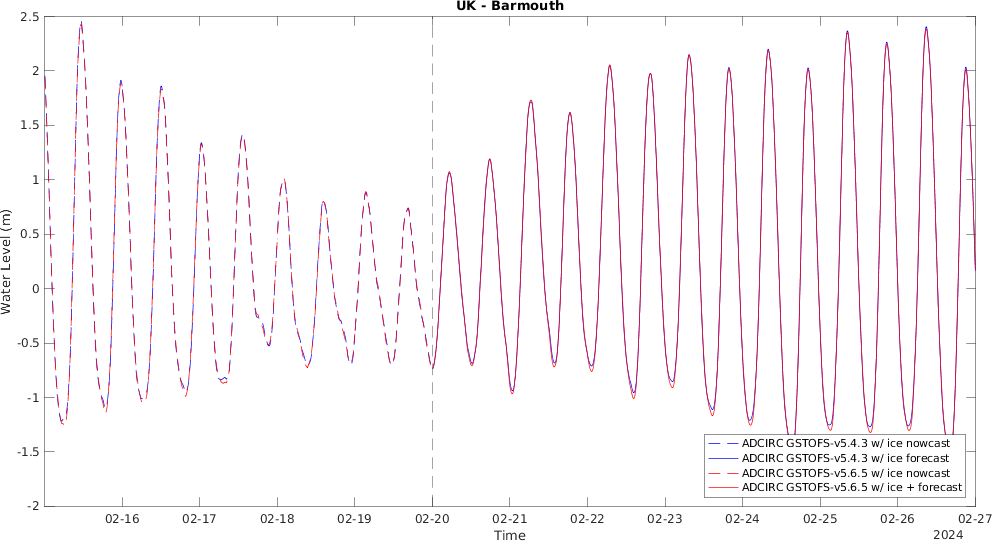 UK - Barmouth
2.5
2
1.5
1
0.5
0
-0.5
-1
-1.5
-2
Water Level (m)
02-16 02-17 02-18 02-19 02-20 02-21 02-22 02-23 02-24 02-25 02-26 02-27
Time
2024
ADCIRC GSTOFS-v5.4.3 w/ ice nowcast
ADCIRC GSTOFS-v5.4.3 w/ ice forecast
ADCIRC GSTOFS-v5.6.5 w/ ice nowcast
ADCIRC GSTOFS-v5.6.5 w/ ice + forecast